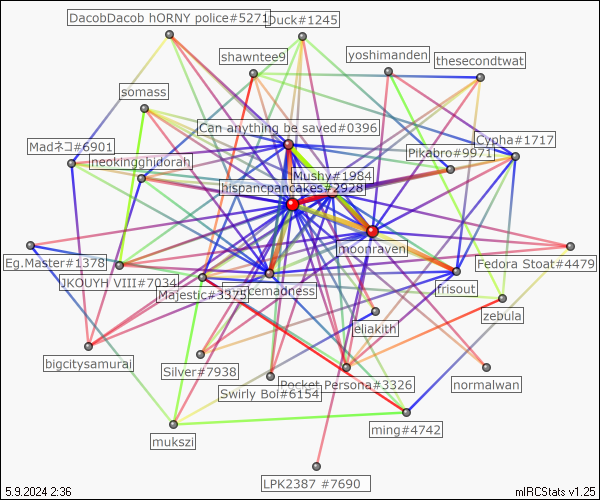 DacobDacob hORNY police#5271
Duck#1245
shawntee9
yoshimanden
thesecondtwat
somass
Can anything be saved#0396
Cypha#1717
Madネコ#6901
neokingghidorah
Pikabro#9971
Mushy#1984
hispancpancakes#2928
moonraven
Eg.Master#1378
Fedora Stoat#4479
JKOUYH VIII#7034
Majestic#3375
cemadness
frisout
zebula
eliakith
bigcitysamurai
Silver#7938
Pocket Persona#3326
normalwan
Swirly Boi#6154
mukszi
ming#4742
LPK2387 #7690
5.9.2024 2:36
mIRCStats v1.25